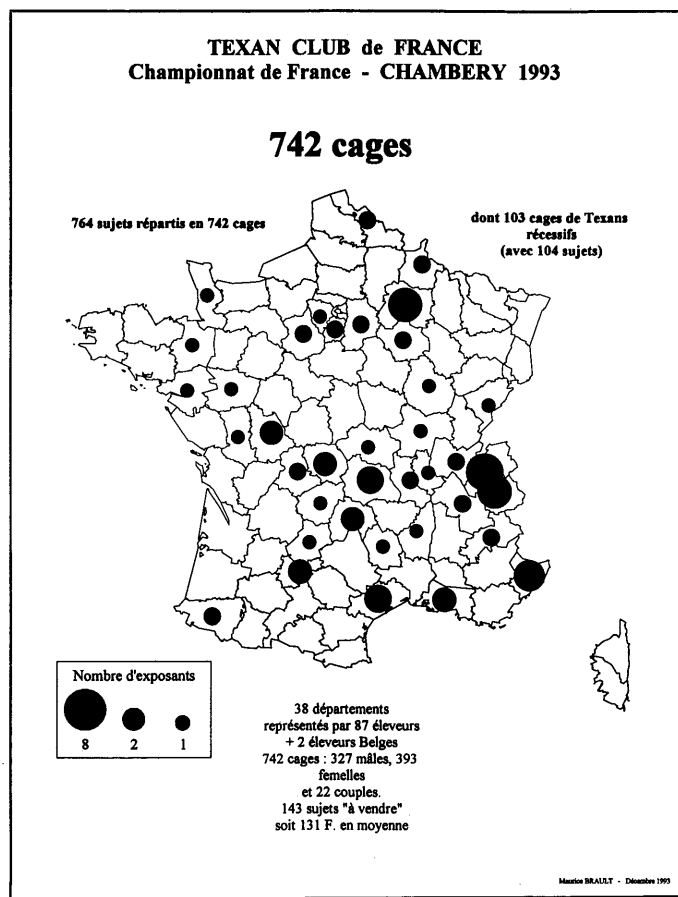 TEXAN CLUB de FRANCE
Championnat de France - CHAMBERY 1993
742 cages
764 sujets répartis en 742 cages
dont 103 cages de Texans
récessifs
(avec 104 sujets)
Nombre d'exposants
8 2 1
38 départements
représentés par 87 éleveurs
+ 2 éleveurs Belges
742 cages : 327 mâles, 393
femelles
et 22 couples.
143 sujets "à vendre"
soit 131 F. en moyenne
Maurice BRAULT - Décembre 1993